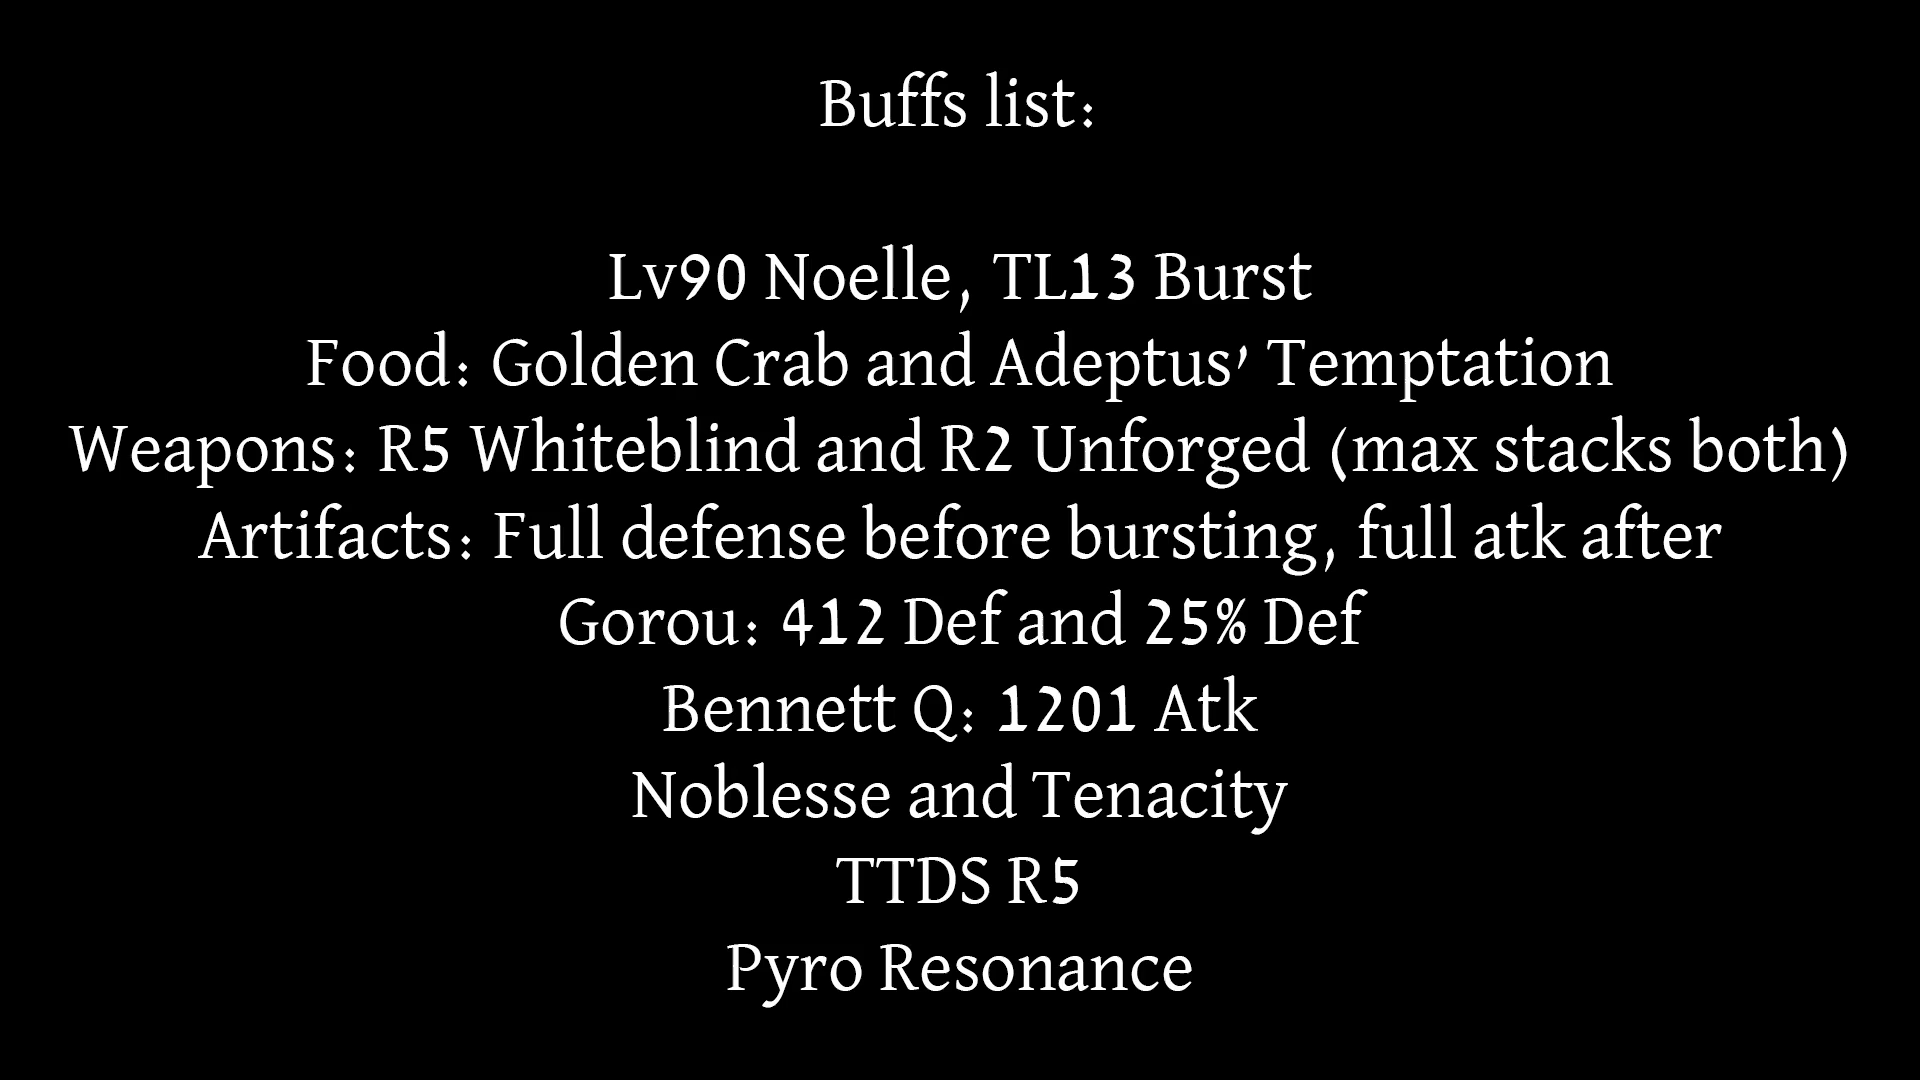 Buffs list:
Lv90 Noelle, TL13 Burst
Food: Golden Crab and Adeptus' Temptation
Weapons: R5 Whiteblind and R2 Unforged (max stacks both)
Artifacts: Full defense before bursting, full atk after
Gorou: 412 Def and 25% Def
Bennett Q: 1201 Atk
Noblesse and Tenacity
TTDS R5
Pyro Resonance